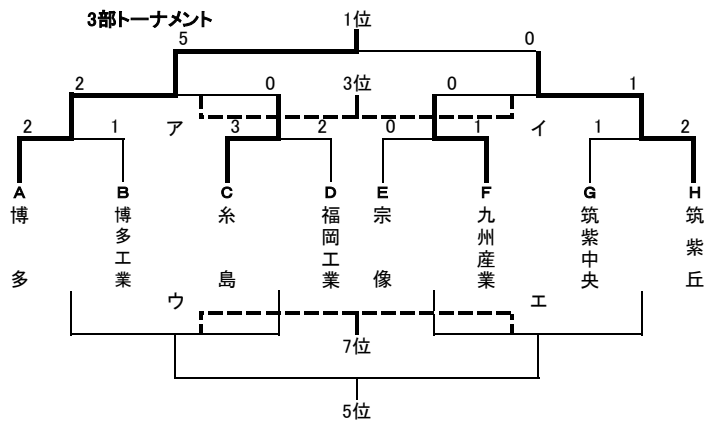 3部トーナメント
1位
5 0
2 0 3位 0 1
2 1 ア 3 2 0 1 イ 1 2
A B C D E F G H
博多
博多工業
糸島
福岡工業
宗像
九州産業
筑紫中央
筑紫丘
ウ エ
7位
5位